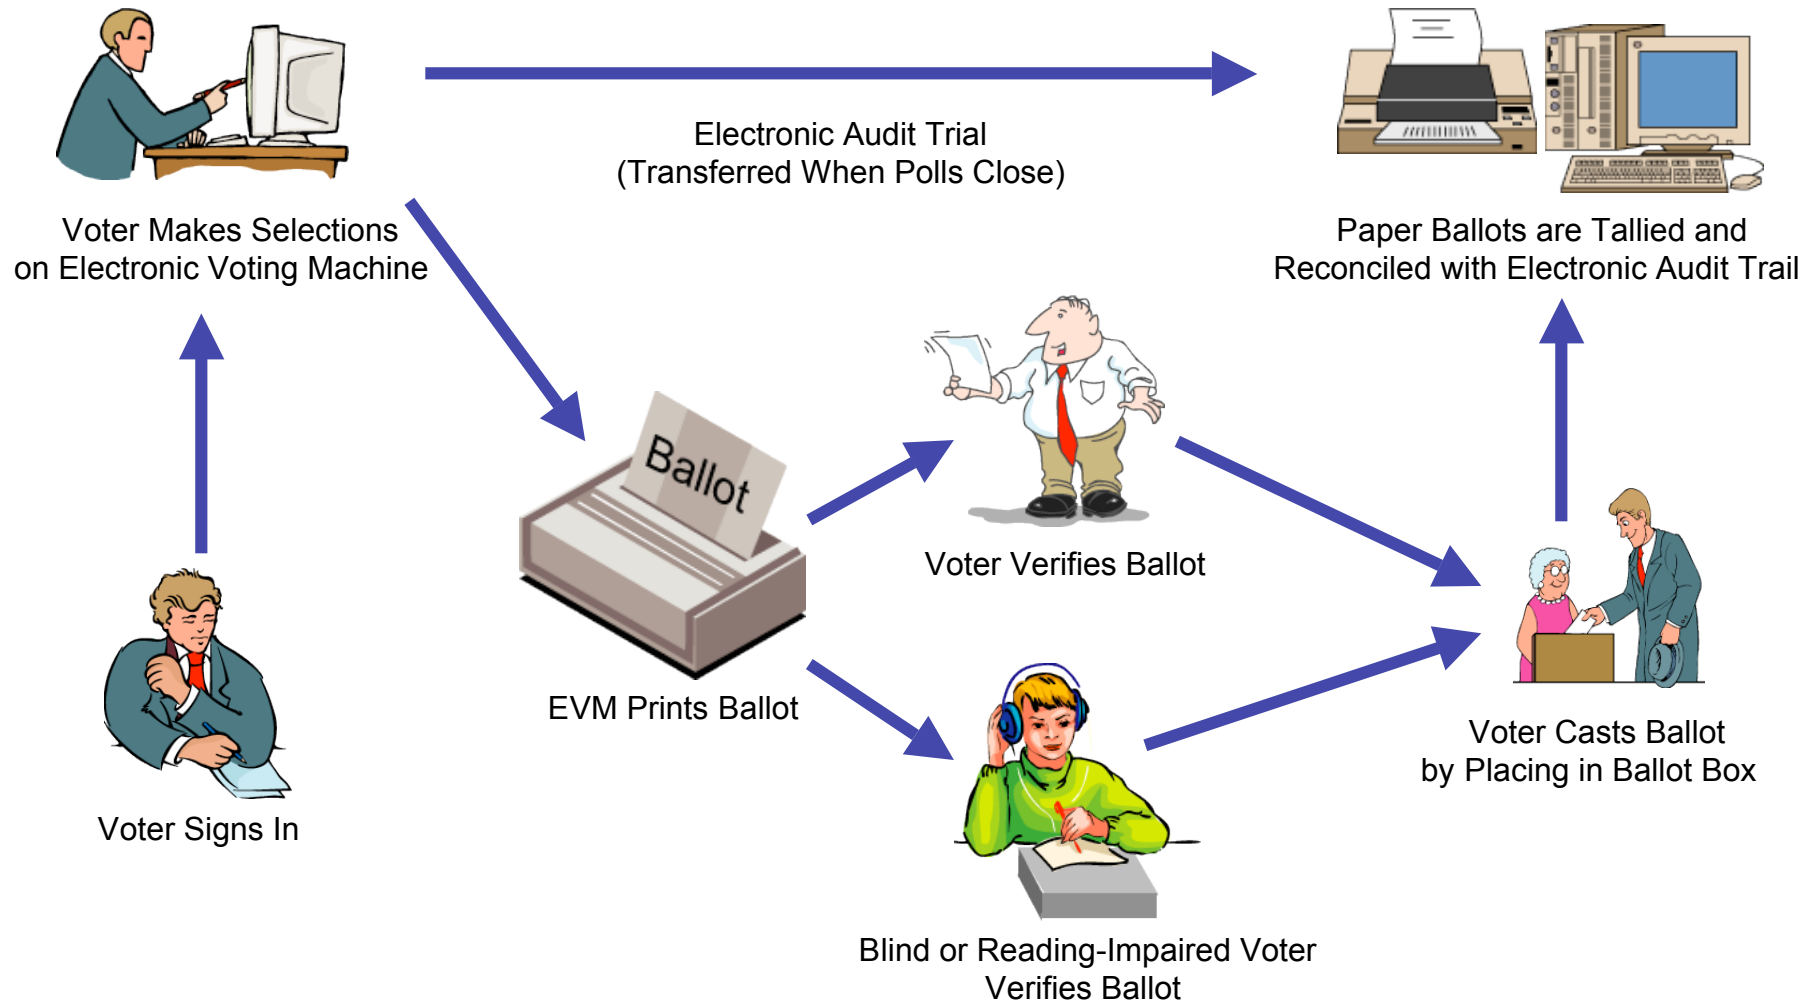 Electronic Audit Trial
(Transferred When Polls Close)
Voter Makes Selections
on Electronic Voting Machine
Paper Ballots are Tallied and
Reconciled with Electronic Audit Trail
Ballot
Voter Verifies Ballot
EVM Prints Ballot
Voter Casts Ballot
by Placing in Ballot Box
Voter Signs In
Blind or Reading-Impaired Voter
Verifies Ballot